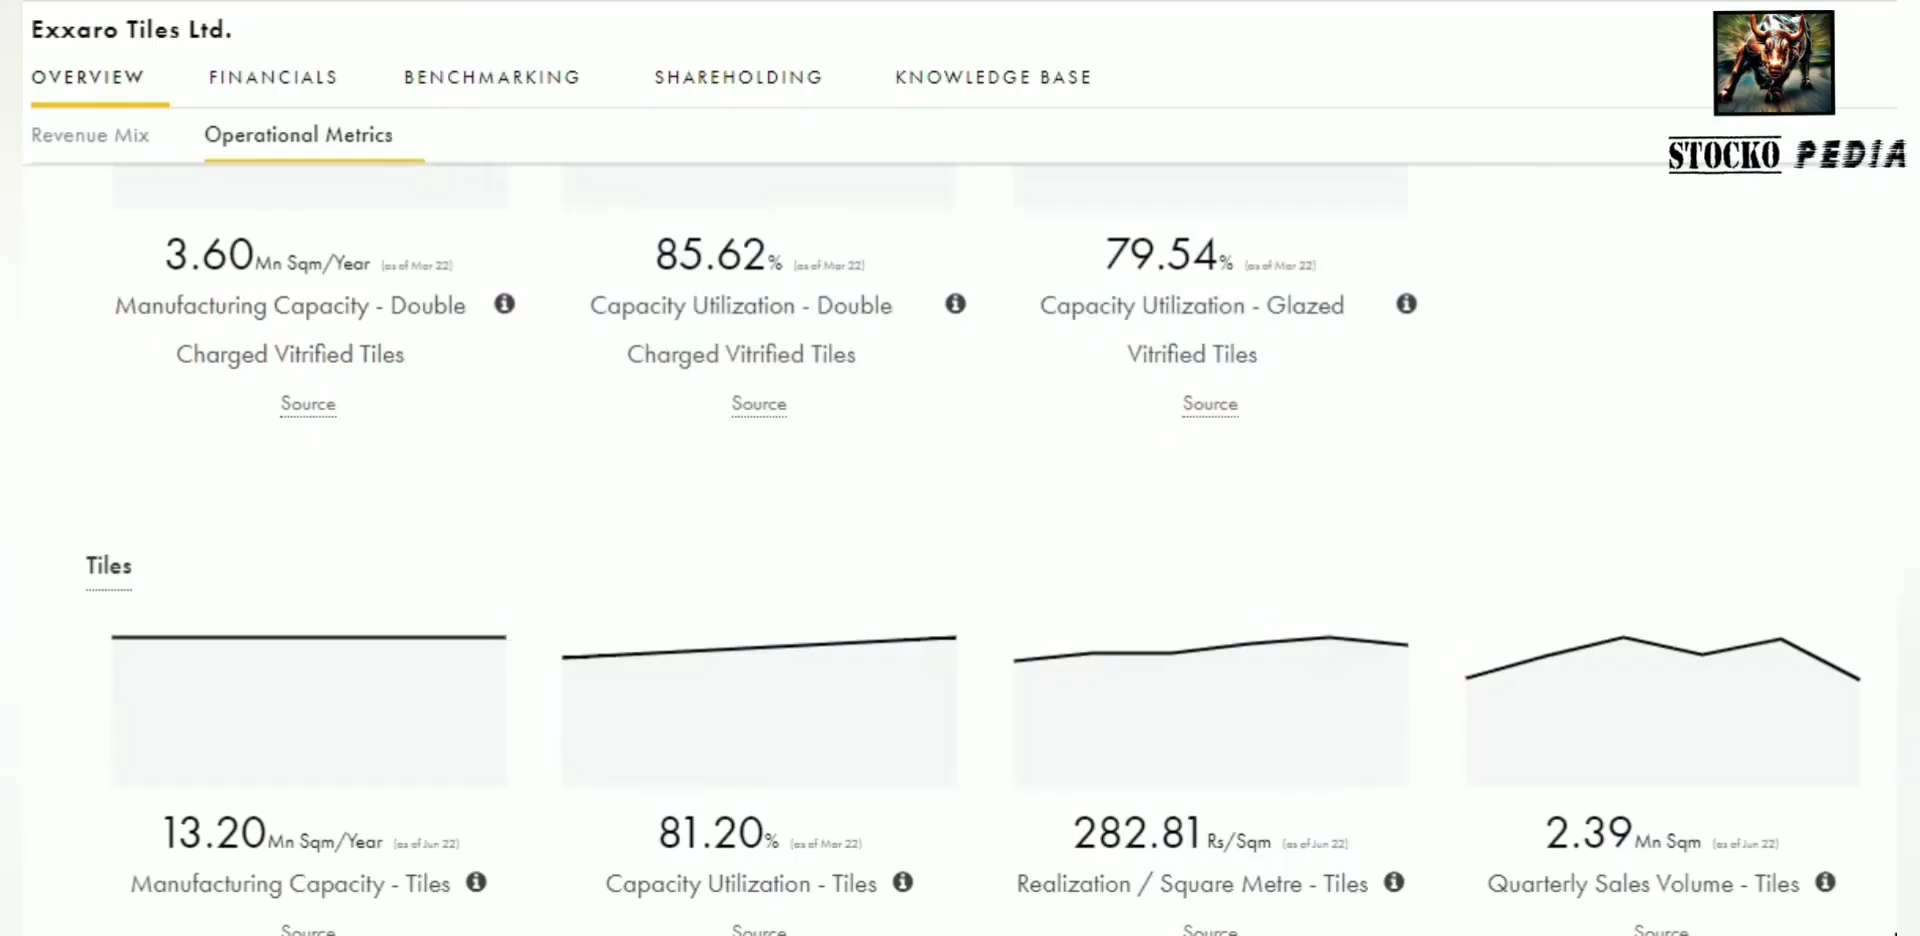 Exxaro Tiles Ltd.
OVERVIEW FINANCIALS BENCHMARKING SHAREHOLDING KNOWLEDGE BASE
Revenue Mix Operational Metrics
STOCKO PEDIA
3.60 Mn Sqm/Year (as of Mar 22) 85.62% (as of Mar 22) 79.54% (as of Mar 22)
Manufacturing Capacity - Double Capacity Utilization - Double Capacity Utilization - Glazed
Charged Vitrified Tiles Charged Vitrified Tiles Vitrified Tiles
Source Source Source
Tiles
13.20 Mn Sqm/Year (as of Jun 22) 81.20% (as of Mar 22) 282.81 Rs/Sqm (as of Jun 22) 2.39 Mn Sqm (as of Jun 22)
Manufacturing Capacity - Tiles Capacity Utilization - Tiles Realization / Square Metre - Tiles Quarterly Sales Volume - Tiles
Source Source Source Source